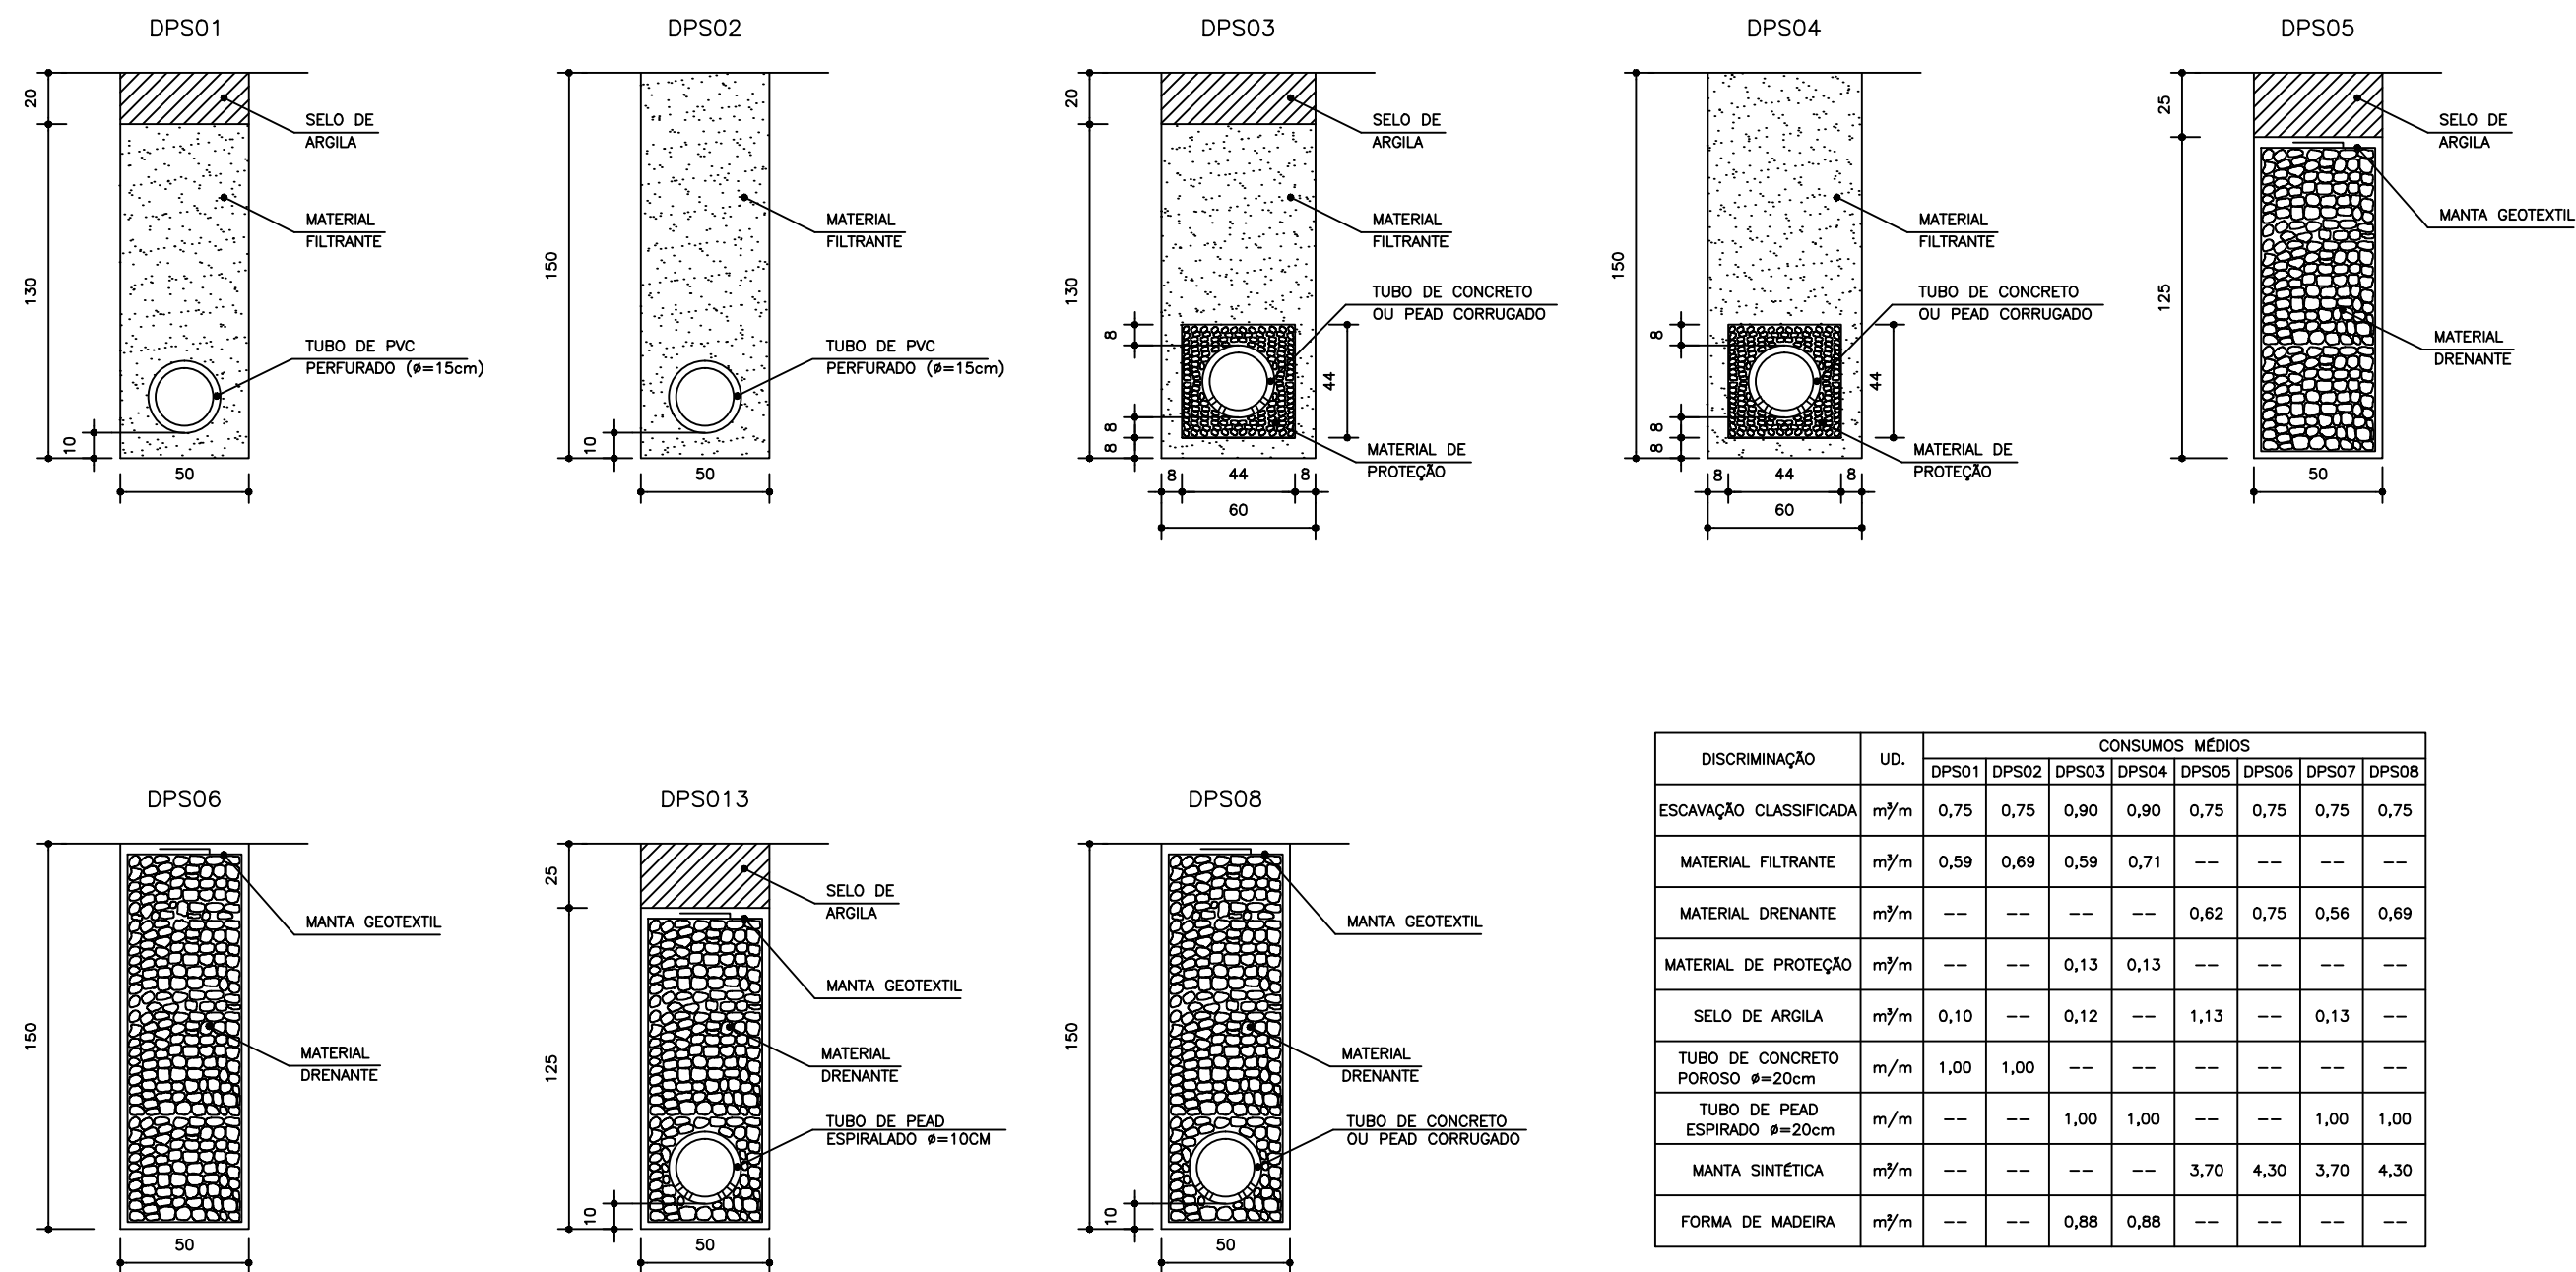 DPS01
20
130
10
50
SELO DE
ARGILA
MATERIAL
FILTRANTE
TUBO DE PVC
PERFURADO (ø=15cm)
DPS02
150
10
50
MATERIAL
FILTRANTE
TUBO DE PVC
PERFURADO (ø=15cm)
DPS03
20
130
8
8
8
44
8 44 8
60
SELO DE
ARGILA
MATERIAL
FILTRANTE
TUBO DE CONCRETO
OU PEAD CORRUGADO
MATERIAL DE
PROTEÇÃO
DPS04
150
8
8
8
44
8 44 8
60
MATERIAL
FILTRANTE
TUBO DE CONCRETO
OU PEAD CORRUGADO
MATERIAL DE
PROTEÇÃO
DPS05
25
125
50
SELO DE
ARGILA
MANTA GEOTEXTIL
MATERIAL
DRENANTE
DPS06
150
50
MANTA GEOTEXTIL
MATERIAL
DRENANTE
DPS013
25
125
10
50
SELO DE
ARGILA
MANTA GEOTEXTIL
MATERIAL
DRENANTE
TUBO DE PEAD
ESPIRALADO ø=10CM
DPS08
150
10
50
MANTA GEOTEXTIL
MATERIAL
DRENANTE
TUBO DE CONCRETO
OU PEAD CORRUGADO
DISCRIMINAÇÃO UD. CONSUMOS MÉDIOS
DPS01 DPS02 DPS03 DPS04 DPS05 DPS06 DPS07 DPS08
ESCAVAÇÃO CLASSIFICADA m³/m 0,75 0,75 0,90 0,90 0,75 0,75 0,75 0,75
MATERIAL FILTRANTE m³/m 0,59 0,69 0,59 0,71 -- -- -- --
MATERIAL DRENANTE m³/m -- -- -- -- 0,62 0,75 0,56 0,69
MATERIAL DE PROTEÇÃO m³/m -- -- 0,13 0,13 -- -- -- --
SELO DE ARGILA m³/m 0,10 -- 0,12 -- 1,13 -- 0,13 --
TUBO DE CONCRETO
POROSO ø=20cm m/m 1,00 1,00 -- -- -- -- -- --
TUBO DE PEAD
ESPIRADO ø=20cm m/m -- -- 1,00 1,00 -- -- 1,00 1,00
MANTA SINTÉTICA m²/m -- -- -- -- 3,70 4,30 3,70 4,30
FORMA DE MADEIRA m²/m -- -- 0,88 0,88 -- -- -- --